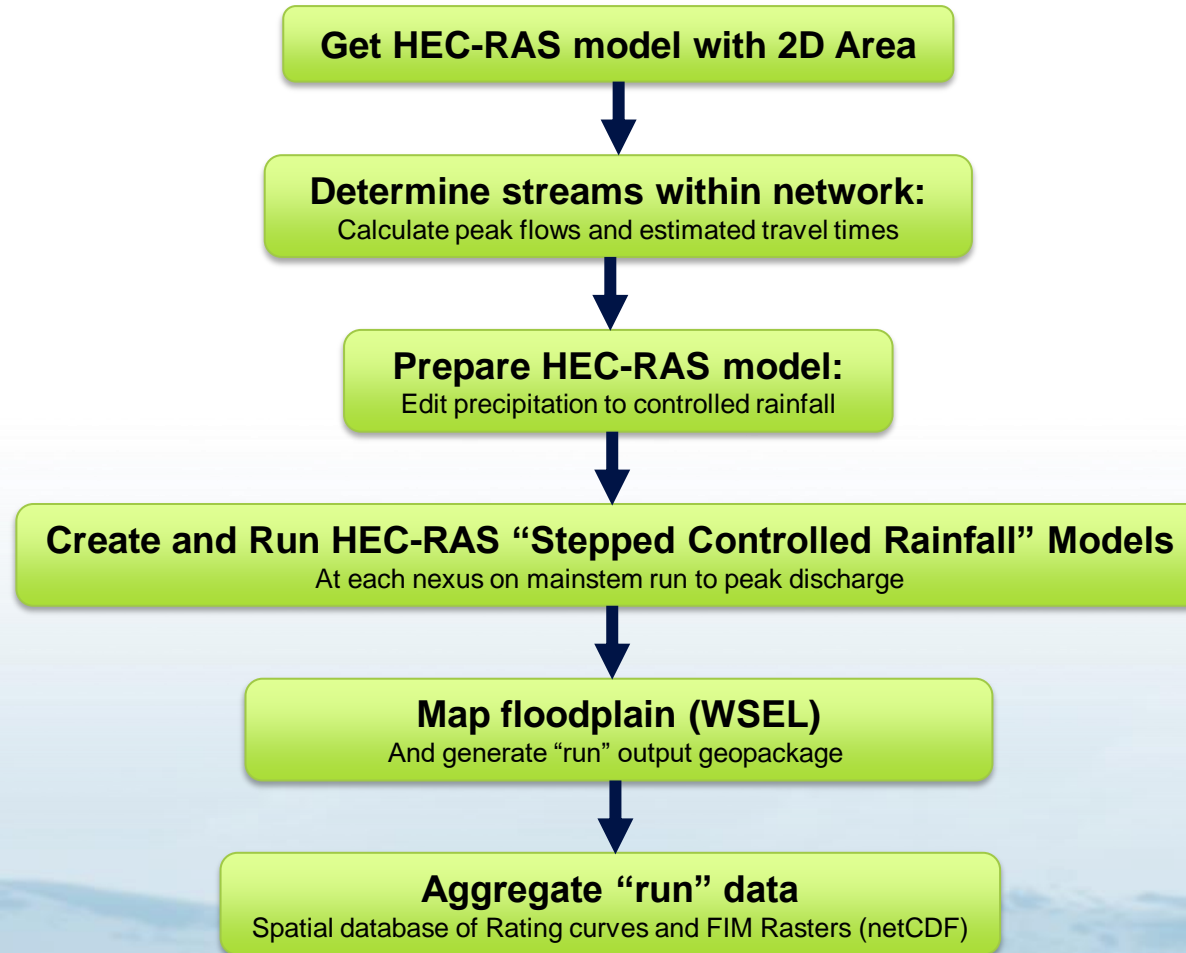 Get HEC-RAS model with 2D Area
Determine streams within network:
Calculate peak flows and estimated travel times
Prepare HEC-RAS model:
Edit precipitation to controlled rainfall
Create and Run HEC-RAS “Stepped Controlled Rainfall” Models
At each nexus on mainstem run to peak discharge
Map floodplain (WSEL)
And generate “run” output geopackage
Aggregate “run” data
Spatial database of Rating curves and FIM Rasters (netCDF)